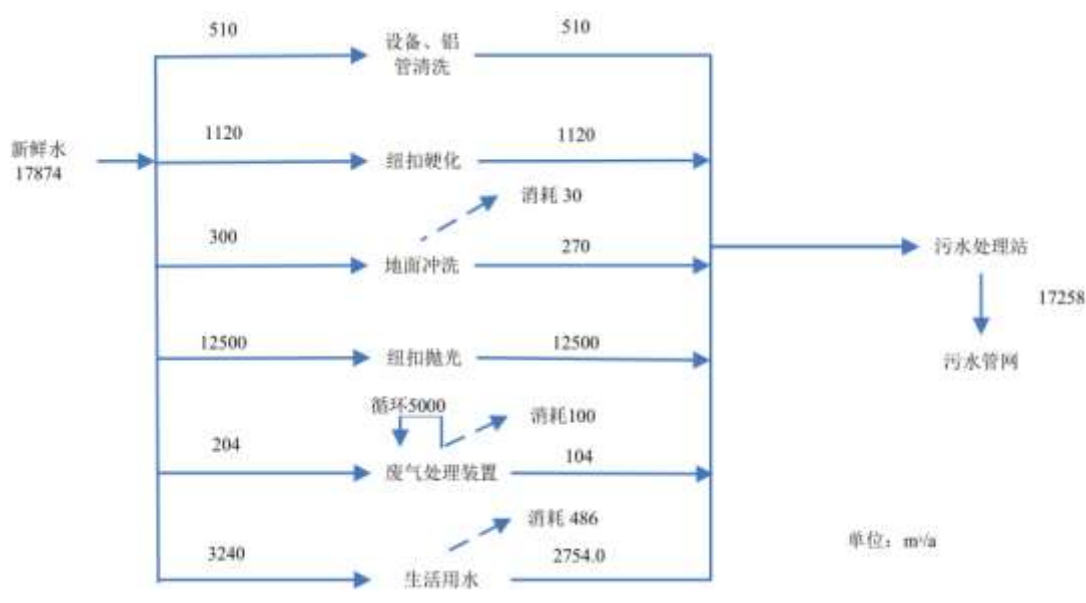 510
设备、铝
管清洗
510
新鲜水
17874
1120
纽扣硬化
1120
消耗 30
300
地面冲洗
270
污水处理站
17258
12500
纽扣抛光
12500
污水管网
循环5000
消耗100
204
废气处理装置
104
消耗 486
3240
生活用水
2754.0
单位：m³/a